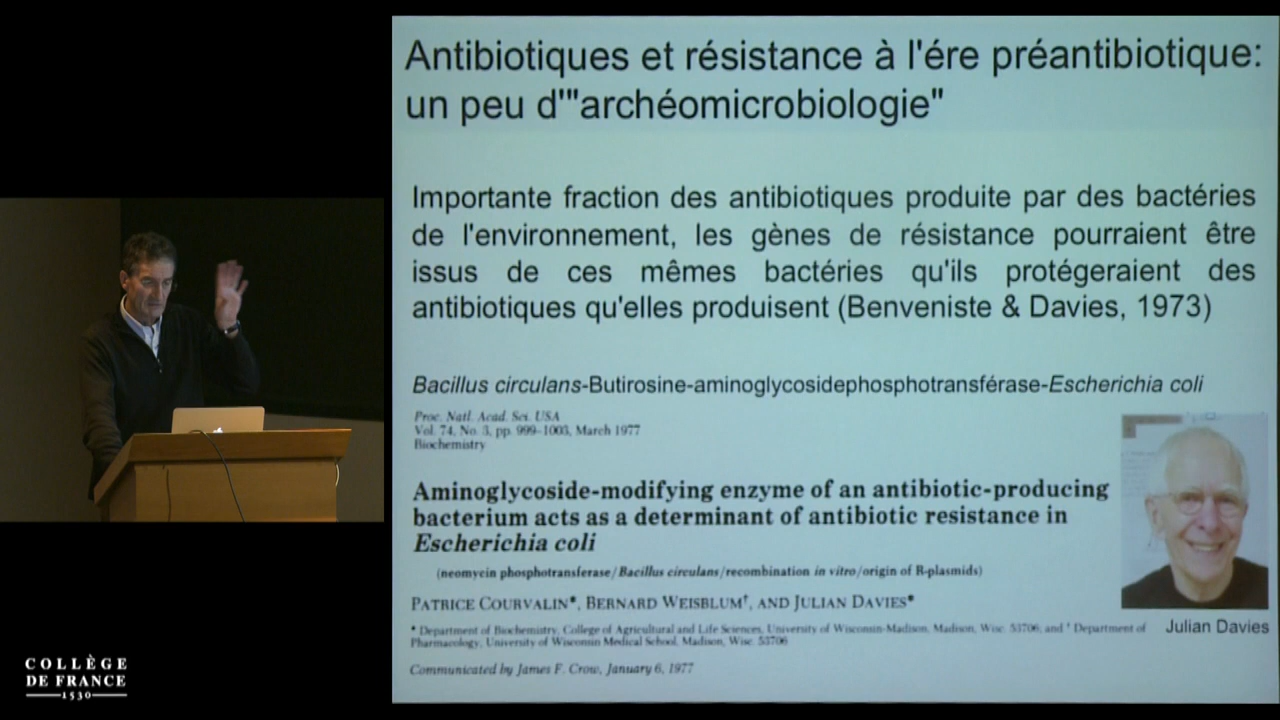 Antibiotiques et résistance à l'ére préantibiotique:
un peu d'"archéomicrobiologie"
Importante fraction des antibiotiques produite par des bactéries
de l'environnement, les gènes de résistance pourraient être
issus de ces mêmes bactéries qu'ils protégeraient des
antibiotiques qu'elles produisent (Benveniste & Davies, 1973)
Bacillus circulans-Butirosine-aminoglycosidephosphotransférase-Escherichia coli
Proc. Natl. Acad. Sci. USA
Vol. 74, No. 3, pp. 999-1003, March 1977
Biochemistry
Aminoglycoside-modifying enzyme of an antibiotic-producing
bacterium acts as a determinant of antibiotic resistance in
Escherichia coli
(neomycin phosphotransferase/Bacillus circulans/recombination in vitro/origin of R-plasmids)
PATRICE COURVALIN*, BERNARD WEISBLUM†, AND JULIAN DAVIES*
* Department of Biochemistry, College of Agricultural and Life Sciences, University of Wisconsin-Madison, Madison, Wisc. 53706; and † Department of
Pharmacology, University of Wisconsin Medical School, Madison, Wisc. 53706
Communicated by James F. Crow, January 6, 1977
Julian Davies
COLLÈGE
DE FRANCE
1530